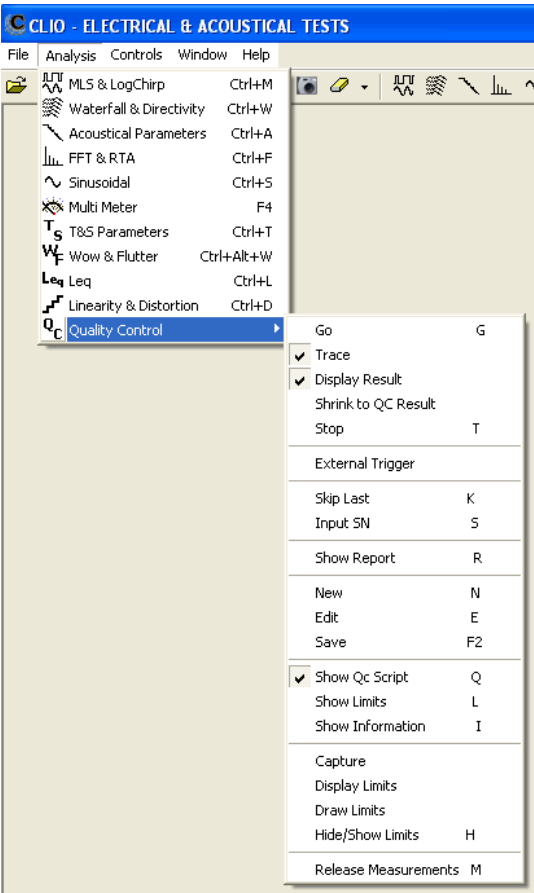 CLIO - ELECTRICAL & ACOUSTICAL TESTS
File Analysis Controls Window Help
MLS & LogChirp Ctrl+M
Waterfall & Directivity Ctrl+W
Acoustical Parameters Ctrl+A
FFT & RTA Ctrl+F
Sinusoidal Ctrl+S
Multi Meter F4
TS T&S Parameters Ctrl+T
WF Wow & Flutter Ctrl+Alt+W
Leq Leq Ctrl+L
Linearity & Distortion Ctrl+D
QC Quality Control
Go G
Trace
Display Result
Shrink to QC Result
Stop T
External Trigger
Skip Last K
Input SN S
Show Report R
New N
Edit E
Save F2
Show Qc Script Q
Show Limits L
Show Information I
Capture
Display Limits
Draw Limits
Hide/Show Limits H
Release Measurements M